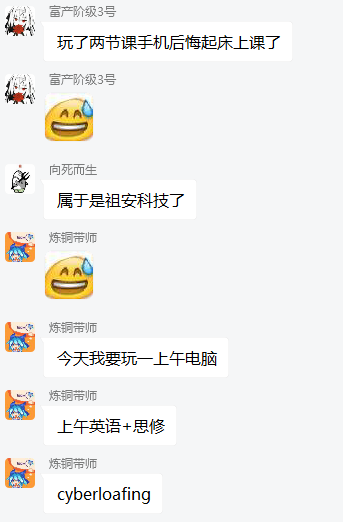 富产阶级3号
玩了两节课手机后悔起床上课了
富产阶级3号
向死而生
属于是祖安科技了
炼铜带师
炼铜带师
今天我要玩一上午电脑
炼铜带师
上午英语+思修
炼铜带师
cyberloafing